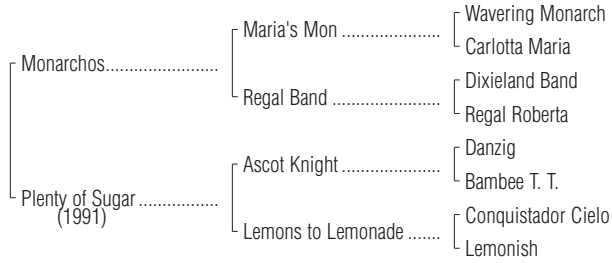 Wavering Monarch
Maria's Mon .......................
Carlotta Maria
Monarchos...........................
Dixieland Band
Regal Band ..........................
Regal Roberta
Danzig
Ascot Knight .......................
Bambee T. T.
Plenty of Sugar ...................
(1991)
Conquistador Cielo
Lemons to Lemonade .......
Lemonish